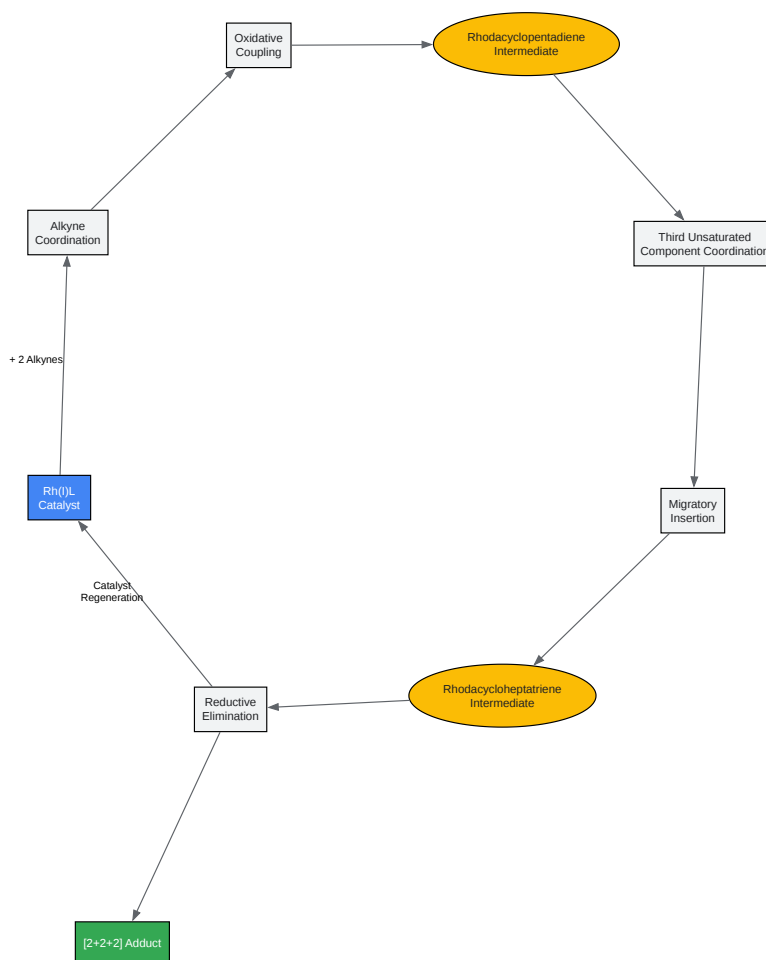 Oxidative
Coupling
Rhodacyclopentadiene
Intermediate
Alkyne
Coordination
Third Unsaturated
Component Coordination
+ 2 Alkynes
Rh(I)L
Catalyst
Migratory
Insertion
Catalyst
Regeneration
Rhodacycloheptatriene
Intermediate
Reductive
Elimination
[2+2+2] Adduct